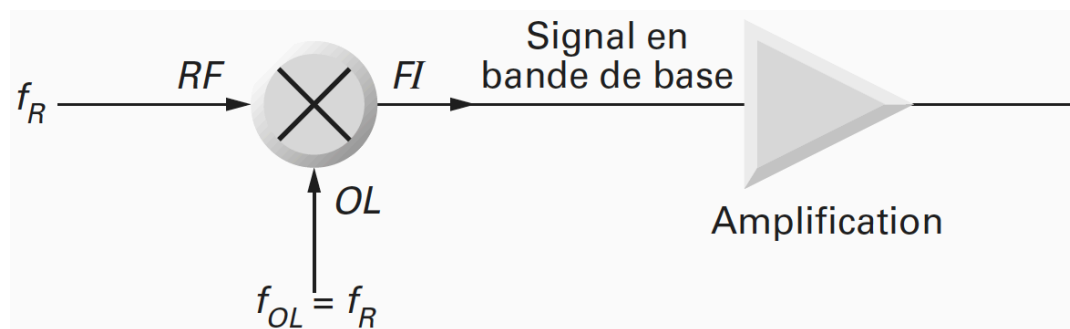 Signal en
bande de base
RF
FI
f_R
OL
Amplification
f_OL = f_R